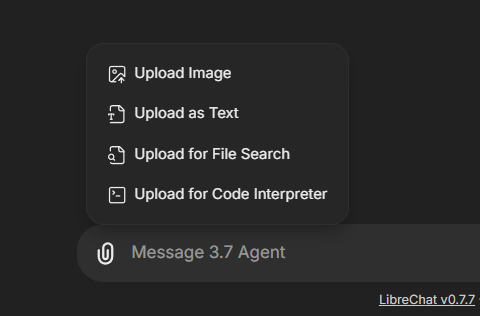 Upload Image
Upload as Text
Upload for File Search
Upload for Code Interpreter
Message 3.7 Agent
LibreChat v0.7.7